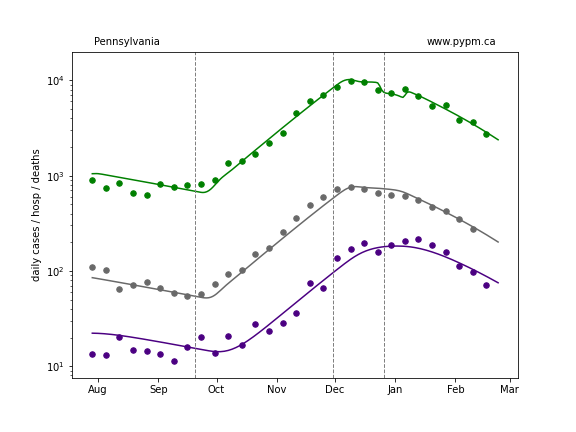 Pennsylvania
www.pypm.ca
10⁴
10³
10²
10¹
daily cases / hosp / deaths
Aug Sep Oct Nov Dec Jan Feb Mar